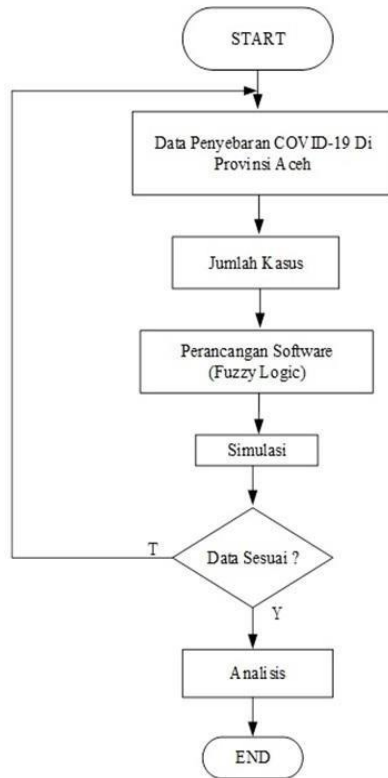 START
Data Penyebaran COVID-19 Di
Provinsi Aceh
Jumlah Kasus
Perancangan Software
(Fuzzy Logic)
Simulasi
T
Data Sesuai ?
Y
Analisis
END